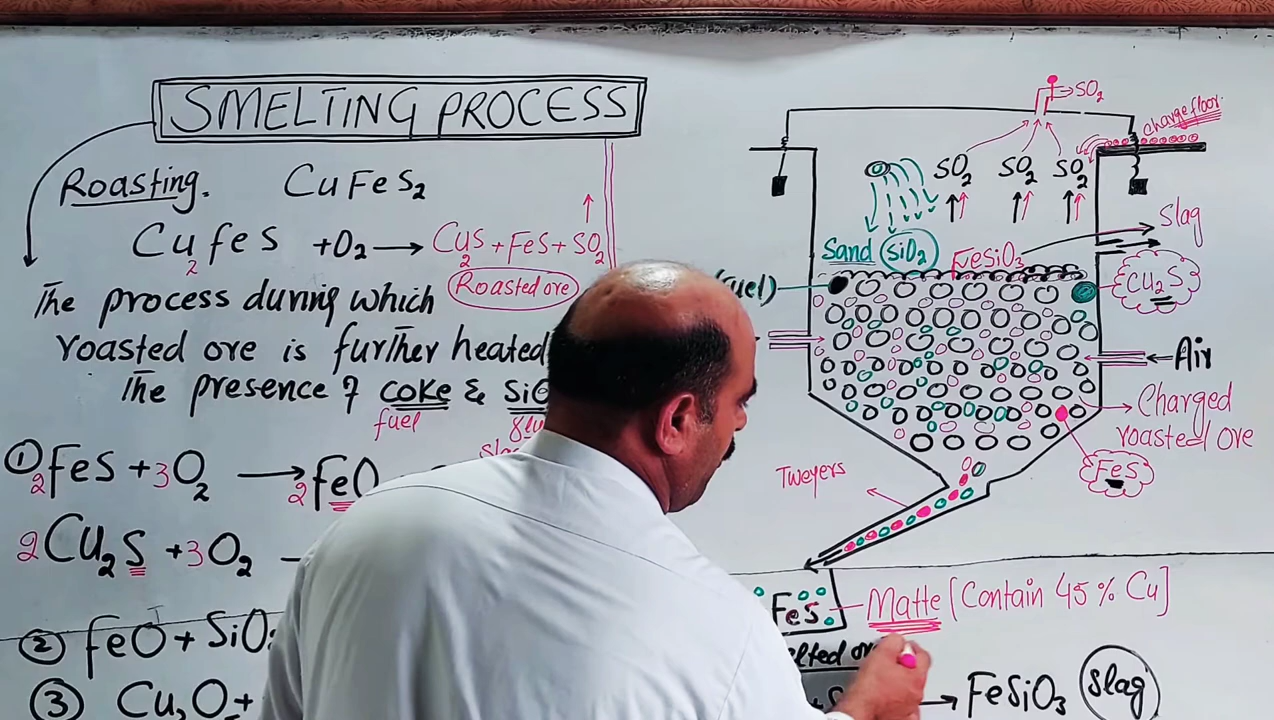 SMELTING PROCESS
Roasting. CuFeS2
Cu2FeS + O2 → Cu2S + FeS + SO2
Roasted ore
The process during which
roasted ore is further heated
The presence of coke & SiO
fuel
① 2FeS + 3O2 → 2FeO
2Cu2S + 3O2
② FeO + SiO
③ Cu2O +
SO2
charge floor
SO2 SO2 SO2
Slag
Sand SiO2 FeSiO3
Cu2S
Air
Charged
roasted ore
FeS
Tweyers
FeS Matte [Contain 45% Cu]
→ FeSiO3 Slag